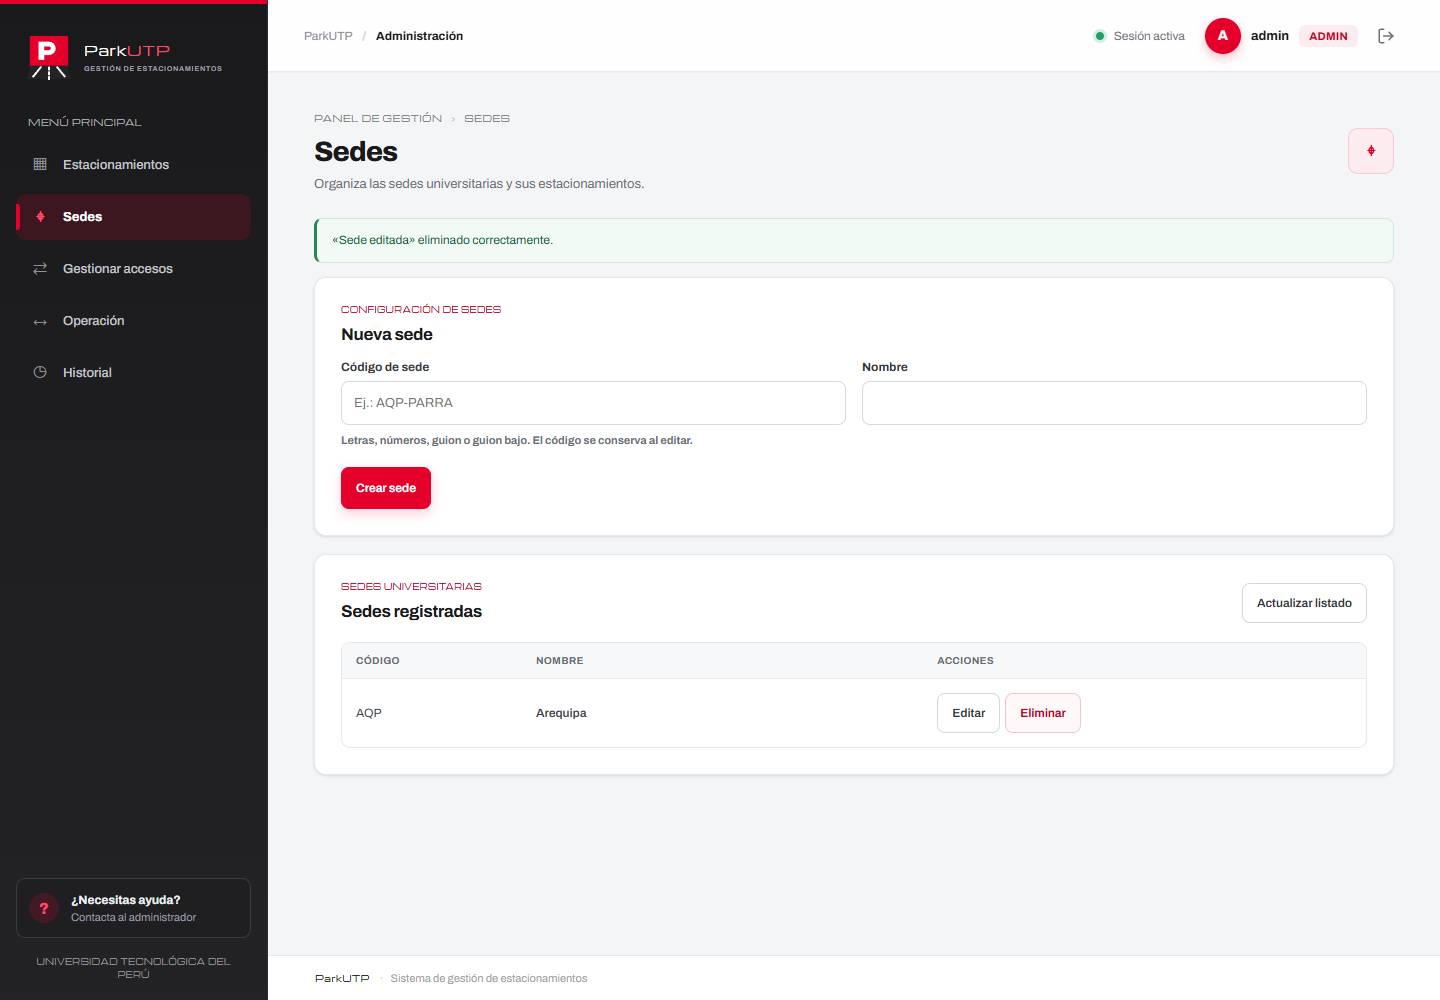 ParkUTP
GESTIÓN DE ESTACIONAMIENTOS
MENÚ PRINCIPAL
Estacionamientos
Sedes
Gestionar accesos
Operación
Historial
¿Necesitas ayuda?
Contacta al administrador
UNIVERSIDAD TECNOLÓGICA DEL
PERÚ
ParkUTP / Administración
Sesión activa
A admin ADMIN
PANEL DE GESTIÓN › SEDES
Sedes
Organiza las sedes universitarias y sus estacionamientos.
«Sede editada» eliminado correctamente.
CONFIGURACIÓN DE SEDES
Nueva sede
Código de sede Nombre
Ej.: AQP-PARRA
Letras, números, guion o guion bajo. El código se conserva al editar.
Crear sede
SEDES UNIVERSITARIAS
Sedes registradas
Actualizar listado
CÓDIGO NOMBRE ACCIONES
AQP Arequipa Editar Eliminar
ParkUTP · Sistema de gestión de estacionamientos